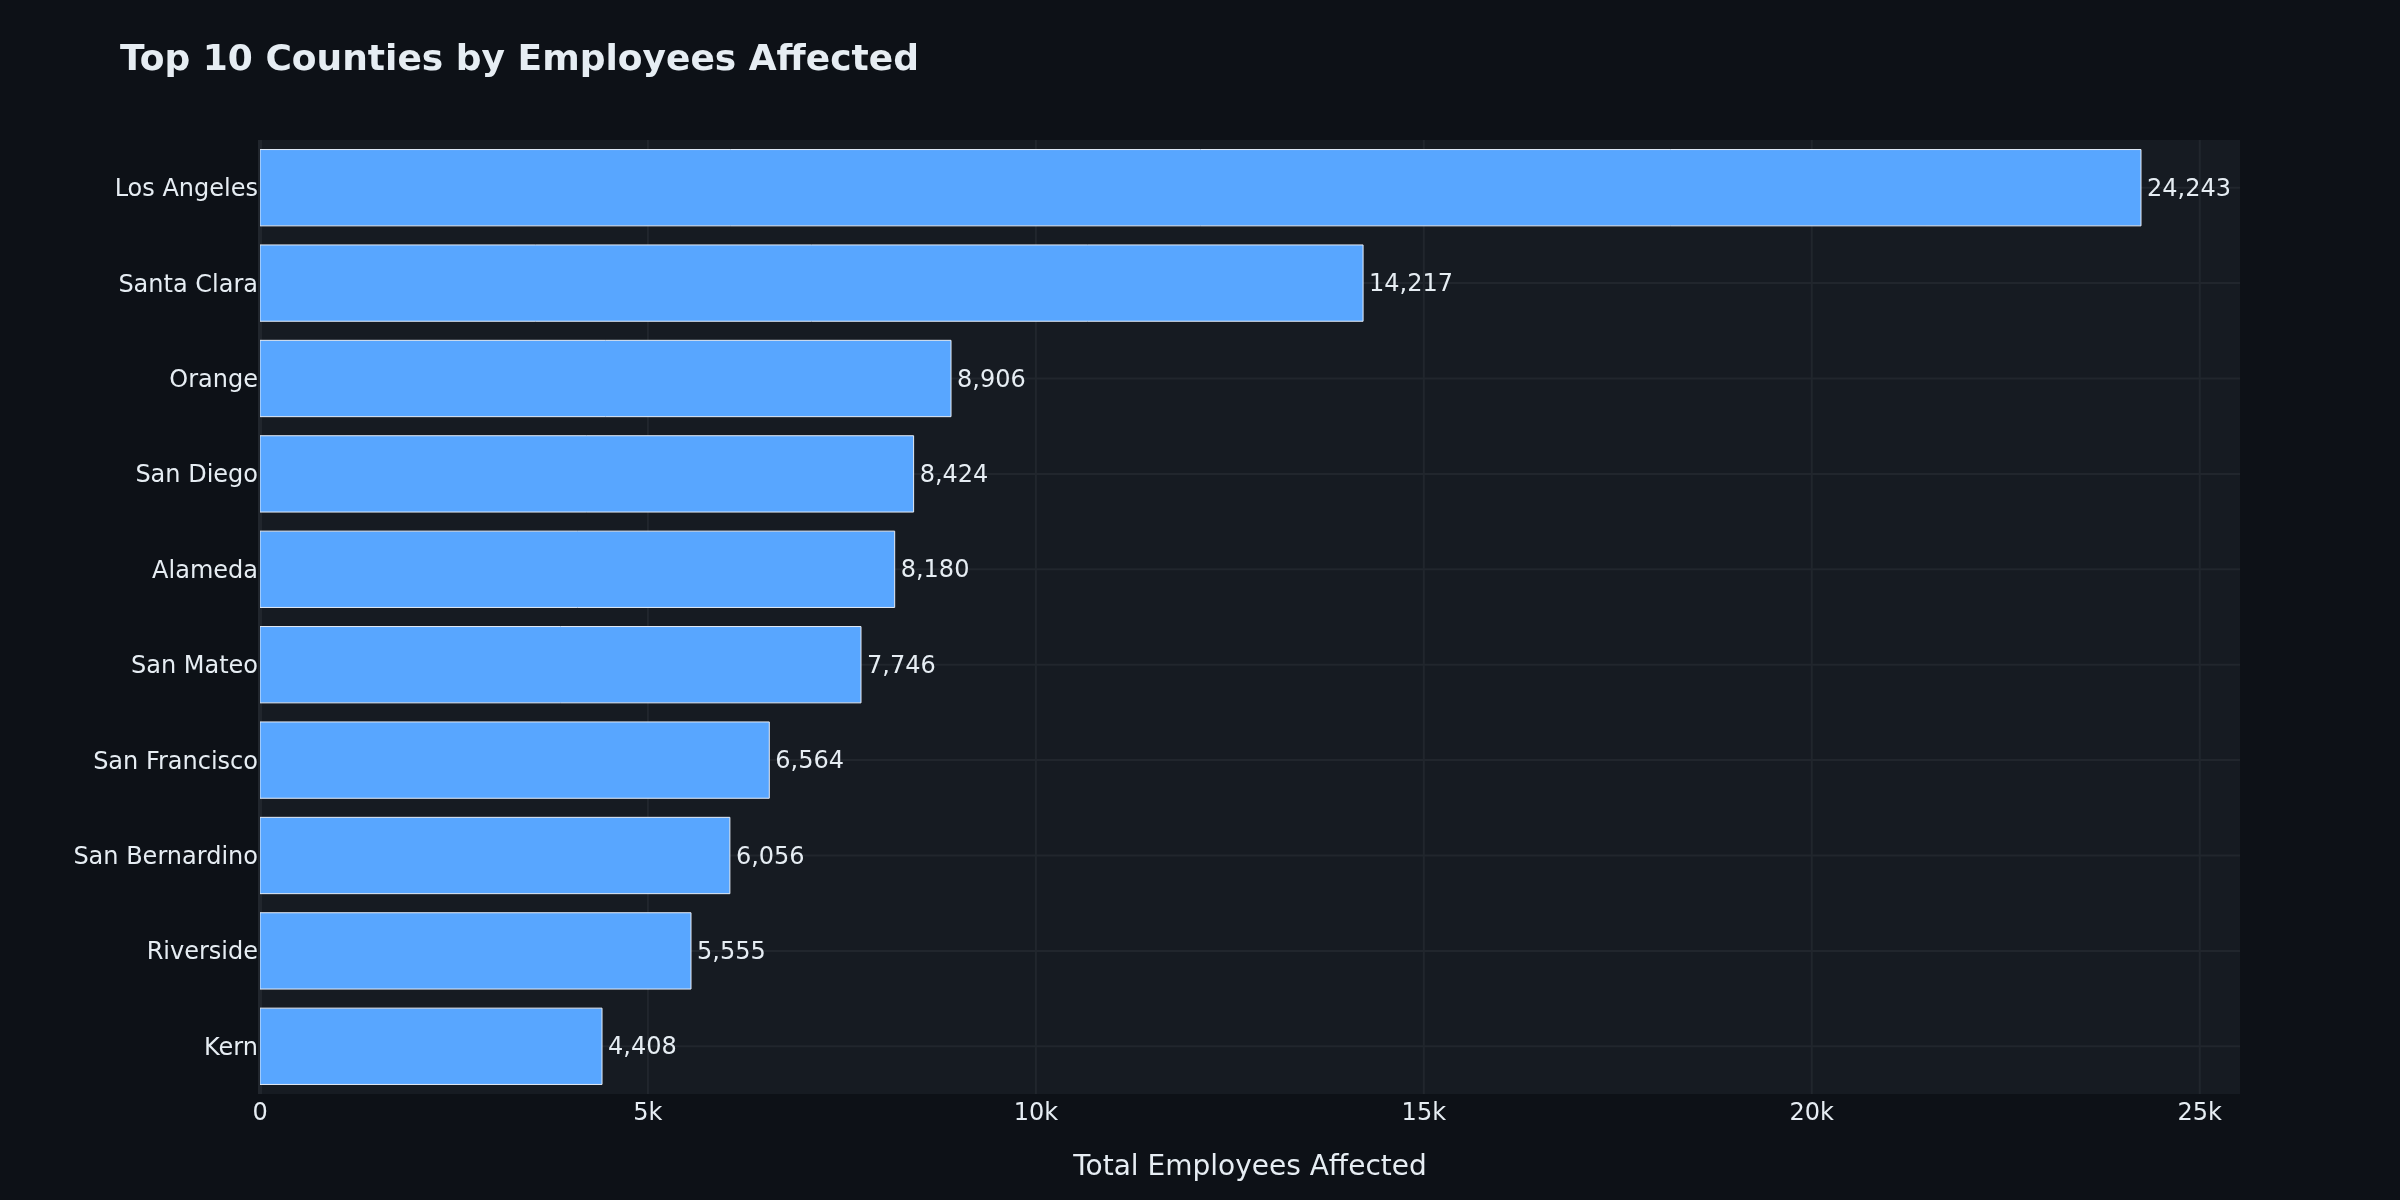 Top 10 Counties by Employees Affected
Los Angeles 24,243
Santa Clara 14,217
Orange 8,906
San Diego 8,424
Alameda 8,180
San Mateo 7,746
San Francisco 6,564
San Bernardino 6,056
Riverside 5,555
Kern 4,408
0 5k 10k 15k 20k 25k
Total Employees Affected